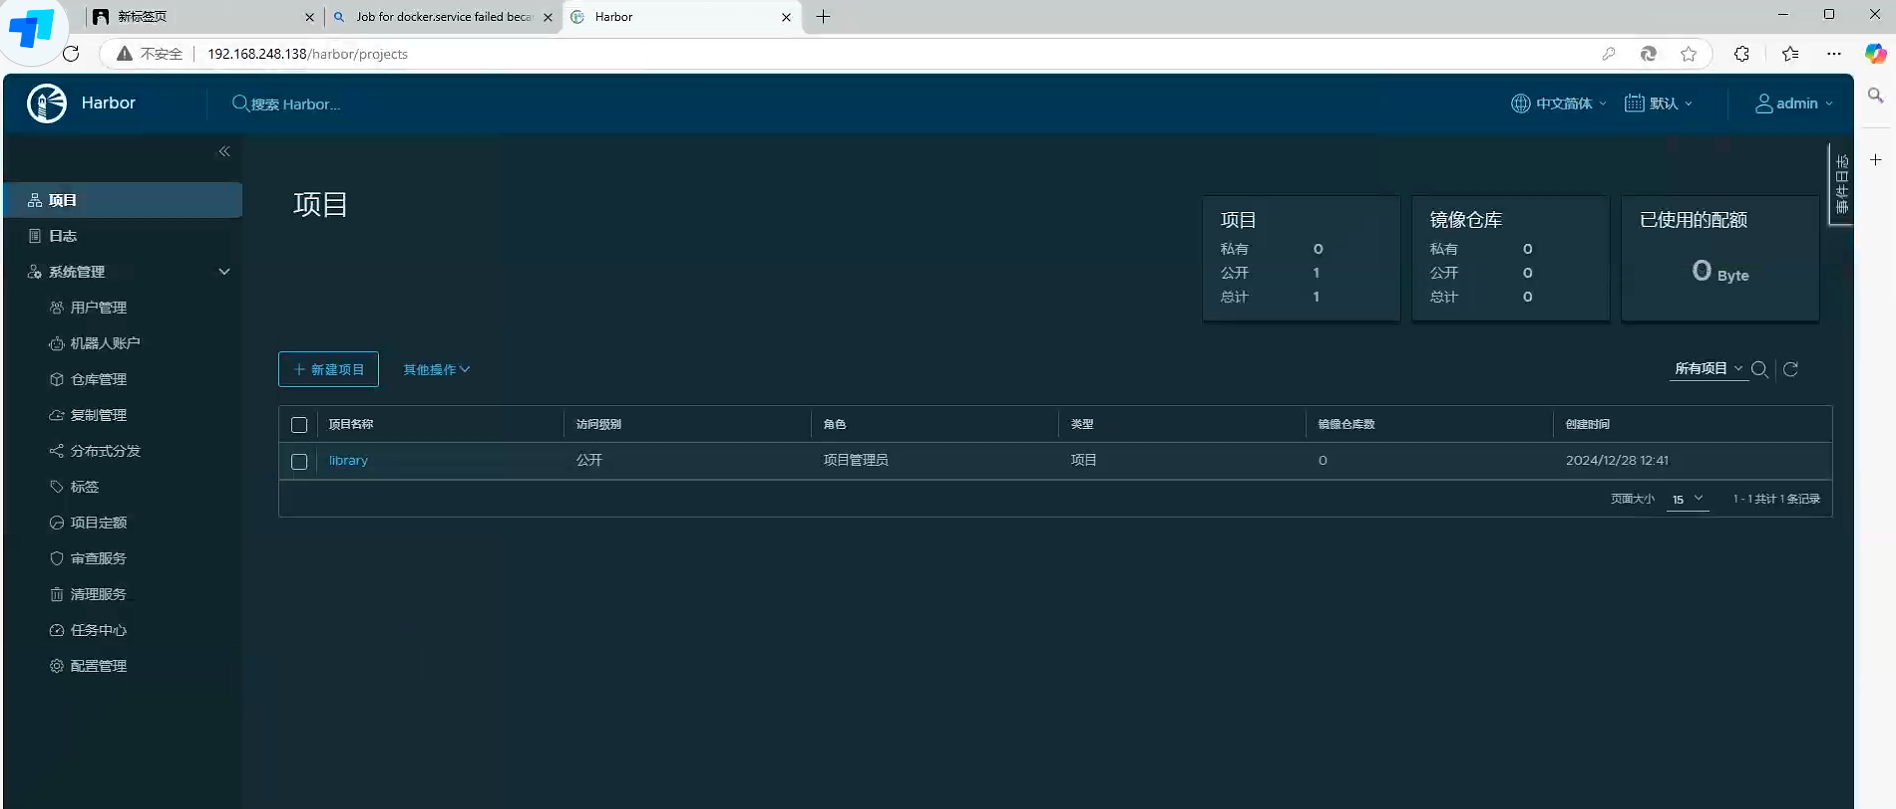 新标签页
Job for docker.service failed beca
Harbor
不安全
192.168.248.138/harbor/projects
Harbor
搜索 Harbor...
中文简体
默认
admin
事件日志
项目
日志
系统管理
用户管理
机器人账户
仓库管理
复制管理
分布式分发
标签
项目定额
审查服务
清理服务
任务中心
配置管理
项目
项目
私有 0
公开 1
总计 1
镜像仓库
私有 0
公开 0
总计 0
已使用的配额
0 Byte
新建项目
其他操作
所有项目
项目名称 访问级别 角色 类型 镜像仓库数 创建时间
library 公开 项目管理员 项目 0 2024/12/28 12:41
页面大小 15 1 - 1 共计 1 条记录